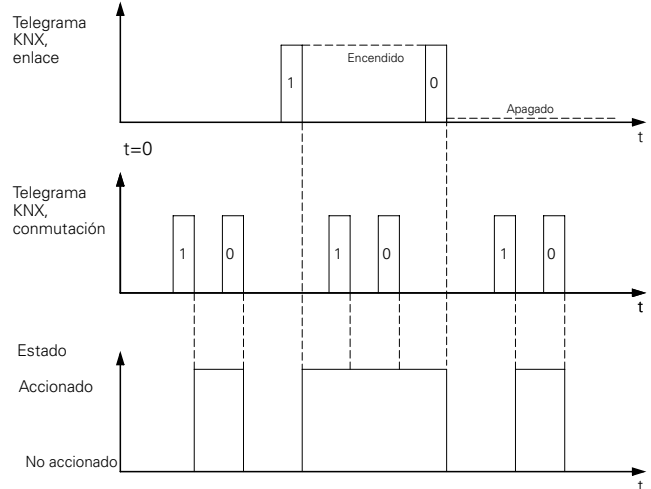 Telegrama
KNX,
enlace
Encendido
1
0
Apagado
t
t=0
Telegrama
KNX,
conmutación
1
0
1
0
1
0
t
Estado
Accionado
No accionado
t